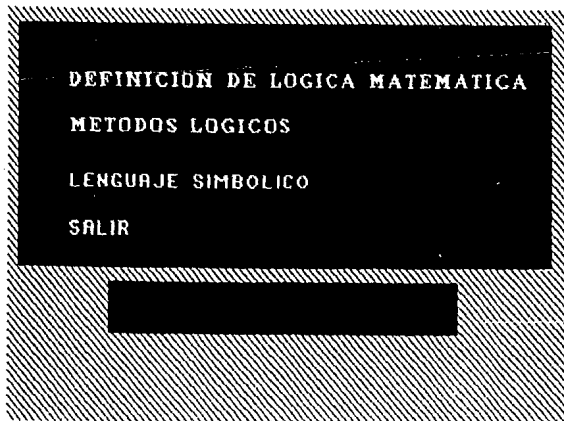 DEFINICION DE LOGICA MATEMATICA
METODOS LOGICOS
LENGUAJE SIMBOLICO
SALIR